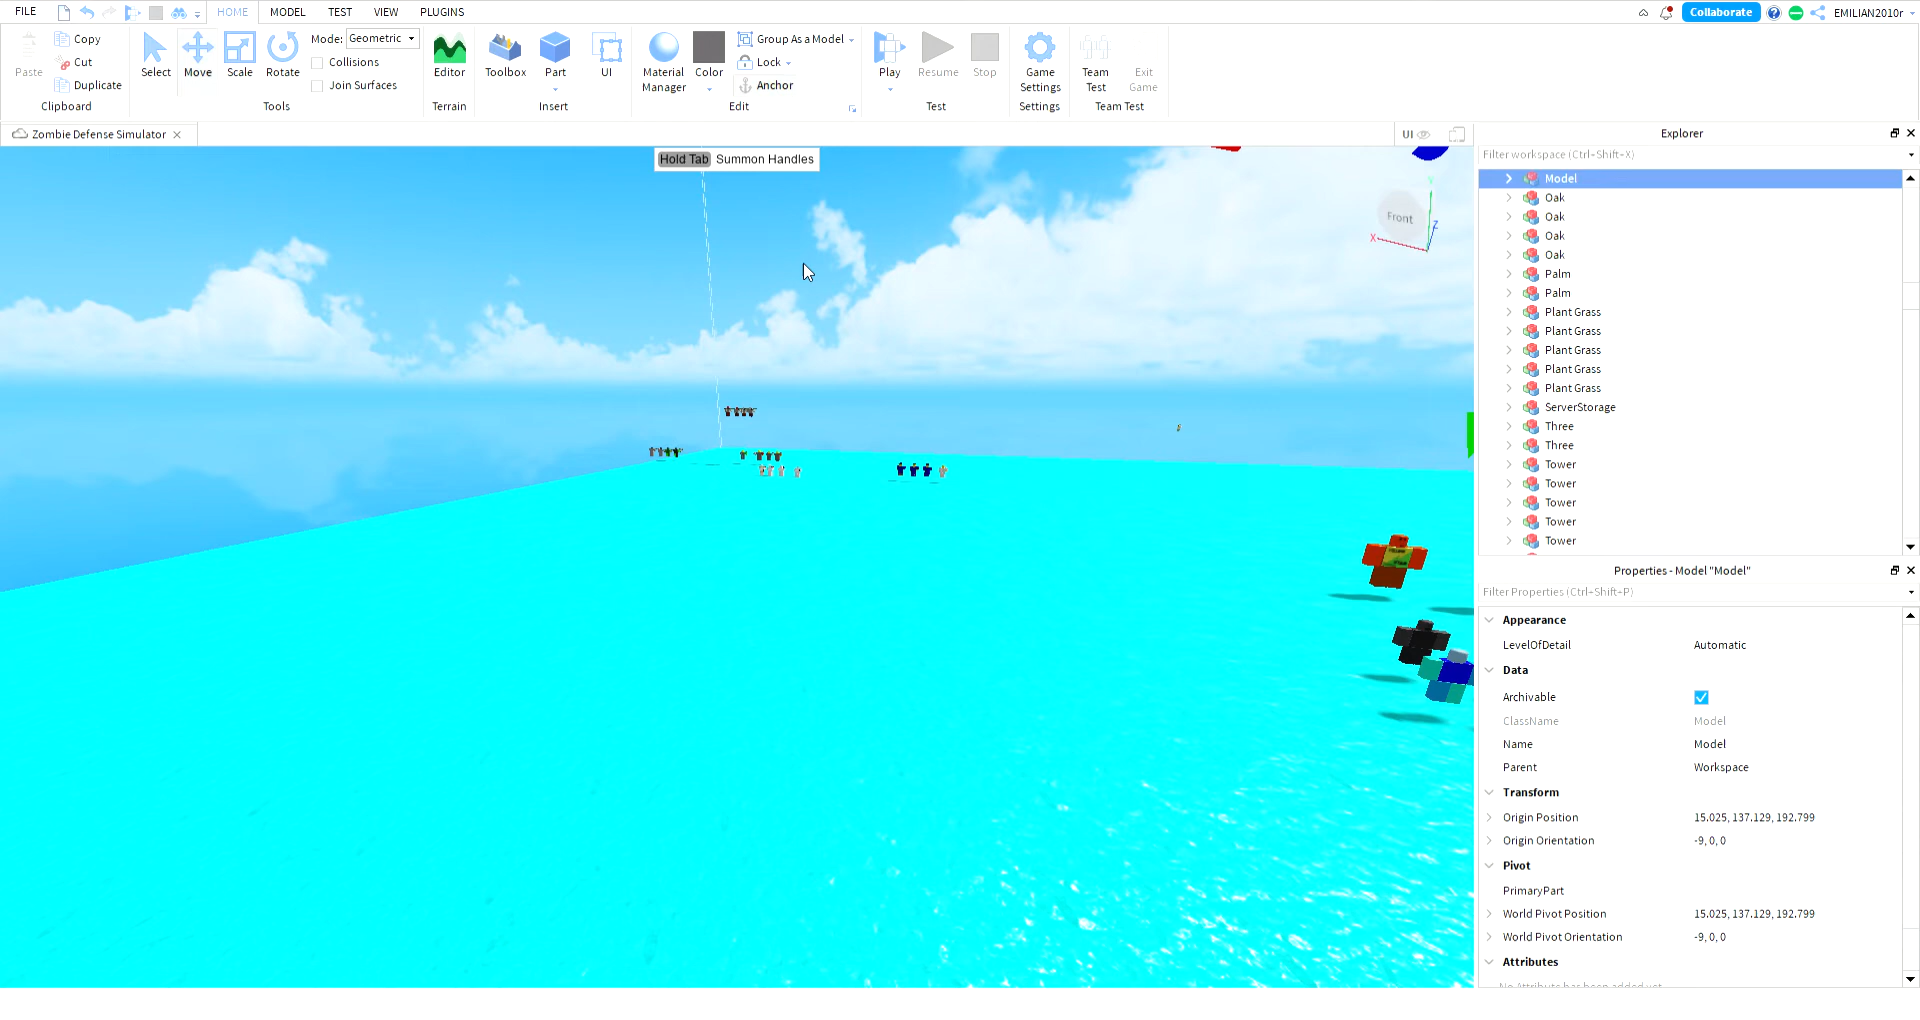 FILE
HOME
MODEL
TEST
VIEW
PLUGINS
Collaborate
EMILIAN2010r
Paste
Copy
Cut
Duplicate
Clipboard
Select
Move
Scale
Rotate
Mode: Geometric
Collisions
Join Surfaces
Tools
Editor
Terrain
Toolbox
Part
UI
Insert
Material Manager
Color
Group As a Model
Lock
Anchor
Edit
Play
Resume
Stop
Test
Game Settings
Settings
Team Test
Exit Game
Team Test
Zombie Defense Simulator
UI
Hold Tab Summon Handles
Front
X
Y
Z
Explorer
Filter workspace (Ctrl+Shift+X)
Model
Oak
Oak
Oak
Oak
Palm
Palm
Plant Grass
Plant Grass
Plant Grass
Plant Grass
Plant Grass
ServerStorage
Three
Three
Tower
Tower
Tower
Tower
Tower
Properties - Model "Model"
Filter Properties (Ctrl+Shift+P)
Appearance
LevelOfDetail Automatic
Data
Archivable
ClassName Model
Name Model
Parent Workspace
Transform
Origin Position 15.025, 137.129, 192.799
Origin Orientation -9, 0, 0
Pivot
PrimaryPart
World Pivot Position 15.025, 137.129, 192.799
World Pivot Orientation -9, 0, 0
Attributes
No Attribute has been added yet